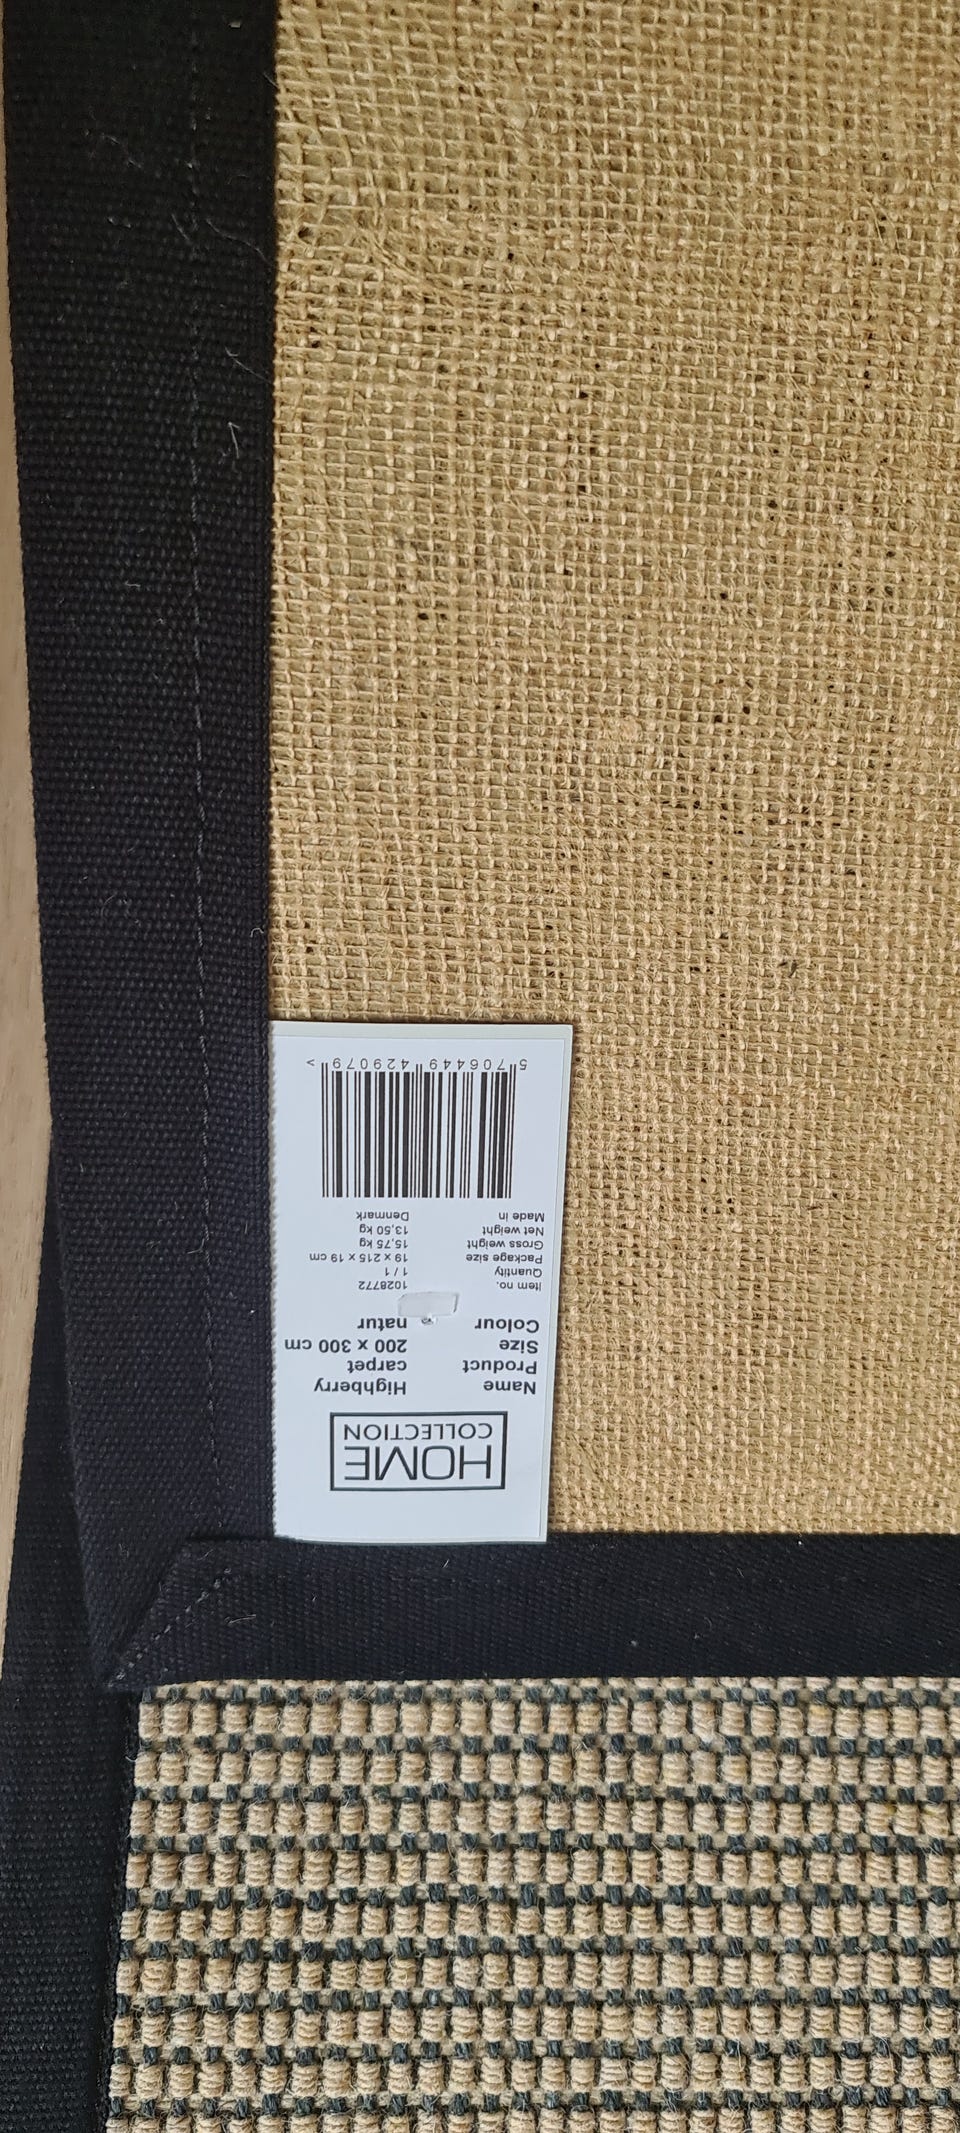 HOME
COLLECTION
Name Highberry
Product carpet
Size 200 x 300 cm
Colour natur
Item no. 1028772
Quantity 1 / 1
Package size 19 x 215 x 19 cm
Gross weight 15,75 kg
Net weight 13,50 kg
Made in Denmark
5 706449 429079 >